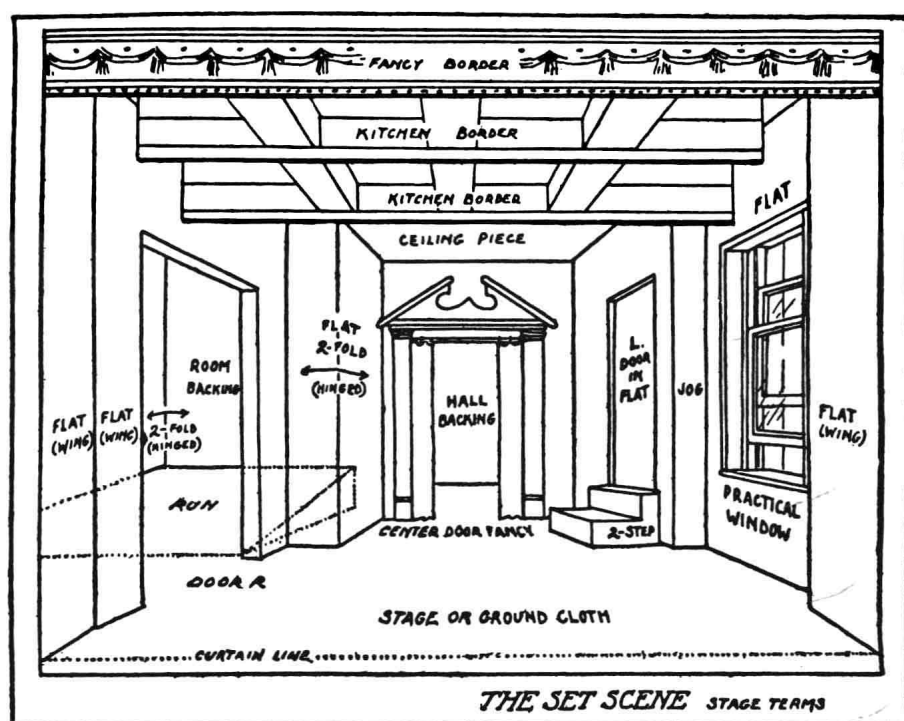 FANCY BORDER
KITCHEN BORDER
KITCHEN BORDER
CEILING PIECE
FLAT
FLAT
2-FOLD
(HINGED)
ROOM
BACKING
L.
DOOR
IN
FLAT
JOG
HALL
BACKING
FLAT
(WING)
FLAT
(WING)
2-FOLD
(HINGED)
FLAT
(WING)
RUN
PRACTICAL
WINDOW
CENTER DOOR FANCY
2-STEP
DOOR R
STAGE OR GROUND CLOTH
CURTAIN LINE
THE SET SCENE STAGE TERMS